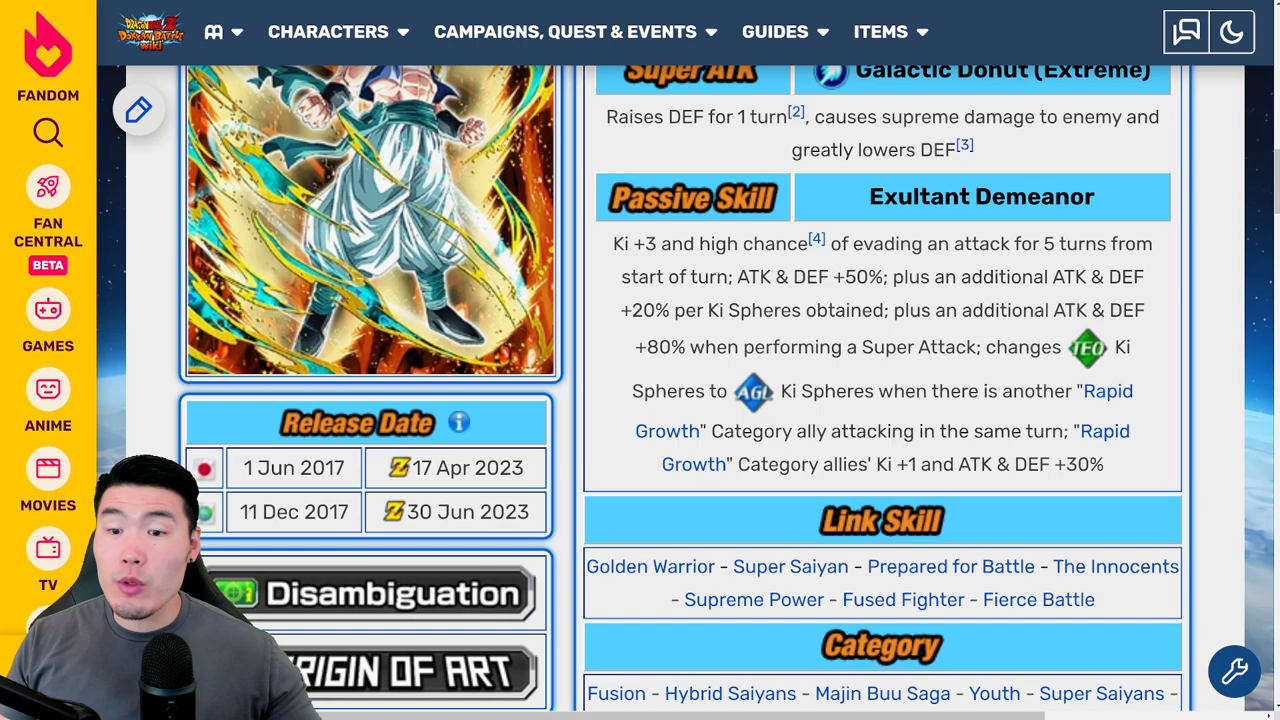 DRAGON BALL Z
DOKKAN BATTLE
WIKI
CHARACTERS
CAMPAIGNS, QUEST & EVENTS
GUIDES
ITEMS
FANDOM
FAN
CENTRAL
BETA
GAMES
ANIME
MOVIES
TV
Super ATK
Galactic Donut (Extreme)
Raises DEF for 1 turn[2], causes supreme damage to enemy and
greatly lowers DEF[3]
Passive Skill
Exultant Demeanor
Ki +3 and high chance[4] of evading an attack for 5 turns from
start of turn; ATK & DEF +50%; plus an additional ATK & DEF
+20% per Ki Spheres obtained; plus an additional ATK & DEF
+80% when performing a Super Attack; changes TEQ Ki
Spheres to AGL Ki Spheres when there is another "Rapid
Growth" Category ally attacking in the same turn; "Rapid
Growth" Category allies' Ki +1 and ATK & DEF +30%
Release Date
1 Jun 2017 Z 17 Apr 2023
11 Dec 2017 Z 30 Jun 2023
Disambiguation
ORIGIN OF ART
Link Skill
Golden Warrior - Super Saiyan - Prepared for Battle - The Innocents
- Supreme Power - Fused Fighter - Fierce Battle
Category
Fusion - Hybrid Saiyans - Majin Buu Saga - Youth - Super Saiyans -